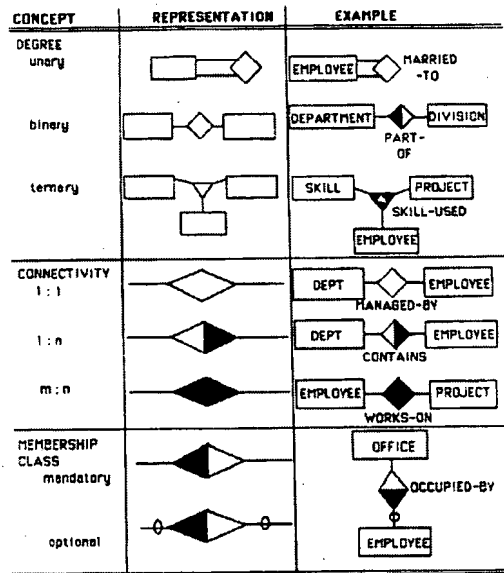 CONCEPT REPRESENTATION EXAMPLE
DEGREE
unary
EMPLOYEE MARRIED
-TO
binary
DEPARTMENT DIVISION
PART-
OF
ternary
SKILL PROJECT
SKILL-USED
EMPLOYEE
CONNECTIVITY
1 : 1
DEPT EMPLOYEE
MANAGED-BY
1 : n
DEPT EMPLOYEE
CONTAINS
m : n
EMPLOYEE PROJECT
WORKS-ON
MEMBERSHIP
CLASS
mandatory
OFFICE
OCCUPIED-BY
optional
EMPLOYEE